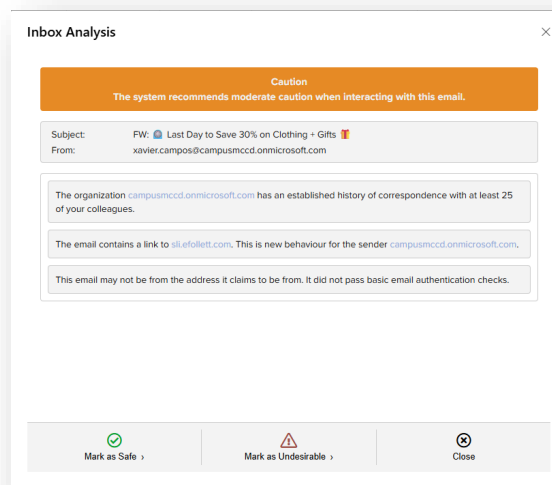 Inbox Analysis
Caution
The system recommends moderate caution when interacting with this email.
Subject: FW: 🔮 Last Day to Save 30% on Clothing + Gifts 🎁
From: xavier.campos@campusmccd.onmicrosoft.com
The organization campusmccd.onmicrosoft.com has an established history of correspondence with at least 25
of your colleagues.
The email contains a link to sli.efollett.com. This is new behaviour for the sender campusmccd.onmicrosoft.com.
This email may not be from the address it claims to be from. It did not pass basic email authentication checks.
Mark as Safe ›
Mark as Undesirable ›
Close